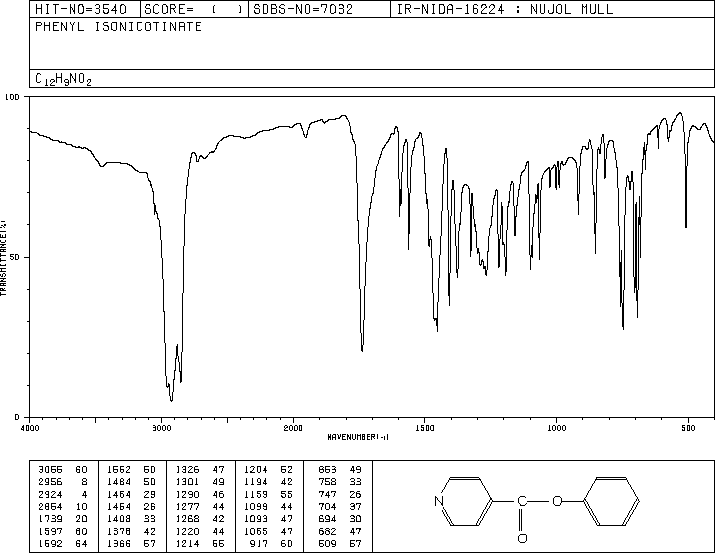 HIT-NO=3540 SCORE= ( ) SDBS-NO=7032 IR-NIDA-16224 : NUJOL MULL
PHENYL ISONICOTINATE
C12H9NO2
100
50
0
TRANSMITTANCE(%)
4000 3000 2000 1500 1000 500
WAVENUMBER(-1)
3066 60 1562 50 1326 47 1204 52 853 49
2956 8 1484 50 1301 49 1194 42 758 33
2924 4 1464 29 1290 46 1159 55 747 26
2854 10 1454 26 1277 44 1099 44 704 37
1739 20 1408 33 1268 42 1093 47 694 30
1597 60 1378 42 1220 44 1065 47 682 47
1592 64 1366 57 1214 55 917 60 509 57
N C O
O